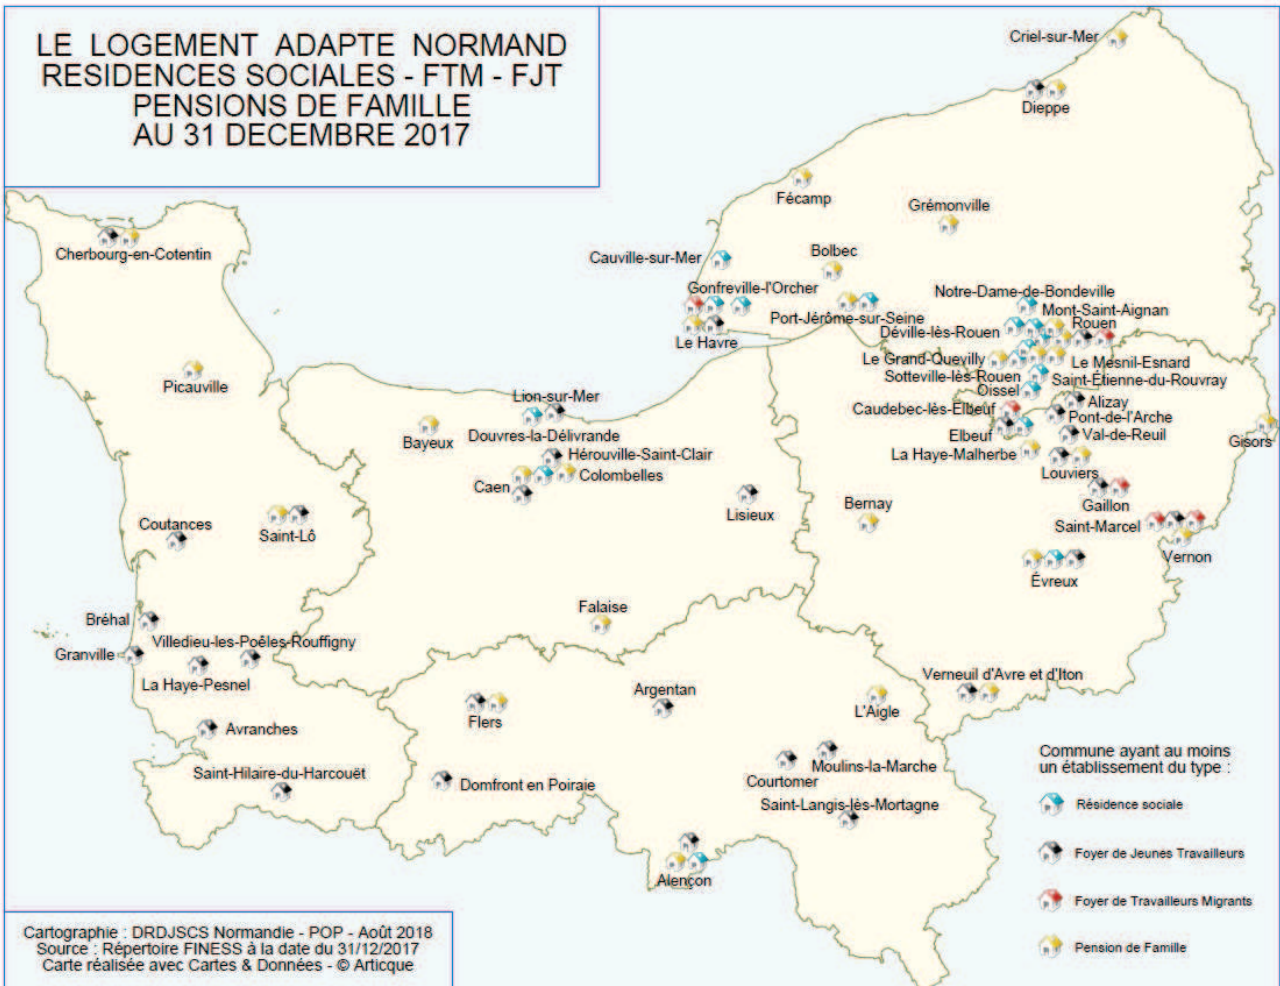 LE LOGEMENT ADAPTE NORMAND
RESIDENCES SOCIALES - FTM - FJT
PENSIONS DE FAMILLE
AU 31 DECEMBRE 2017
Criel-sur-Mer
Dieppe
Fécamp
Grémonville
Cherbourg-en-Cotentin
Cauville-sur-Mer
Bolbec
Gonfreville-l'Orcher
Notre-Dame-de-Bondeville
Mont-Saint-Aignan
Port-Jérôme-sur-Seine
Déville-lès-Rouen
Rouen
Le Havre
Le Grand-Quevilly
Le Mesnil-Esnard
Picauville
Sotteville-lès-Rouen
Saint-Étienne-du-Rouvray
Oissel
Lion-sur-Mer
Caudebec-lès-Elbeuf
Alizay
Pont-de-l'Arche
Bayeux
Douvres-la-Délivrande
Elbeuf
Val-de-Reuil
Gisors
Hérouville-Saint-Clair
La Haye-Malherbe
Caen
Colombelles
Louviers
Lisieux
Bernay
Gaillon
Coutances
Saint-Lô
Saint-Marcel
Vernon
Évreux
Falaise
Bréhal
Villedieu-les-Poêles-Rouffigny
Granville
La Haye-Pesnel
Verneuil d'Avre et d'Iton
Argentan
L'Aigle
Flers
Avranches
Moulins-la-Marche
Courtomer
Saint-Hilaire-du-Harcouët
Domfront en Poiraie
Saint-Langis-lès-Mortagne
Alençon
Commune ayant au moins
un établissement du type :
Résidence sociale
Foyer de Jeunes Travailleurs
Foyer de Travailleurs Migrants
Pension de Famille
Cartographie : DRDJSCS Normandie - POP - Août 2018
Source : Répertoire FINESS à la date du 31/12/2017
Carte réalisée avec Cartes & Données - © Articque